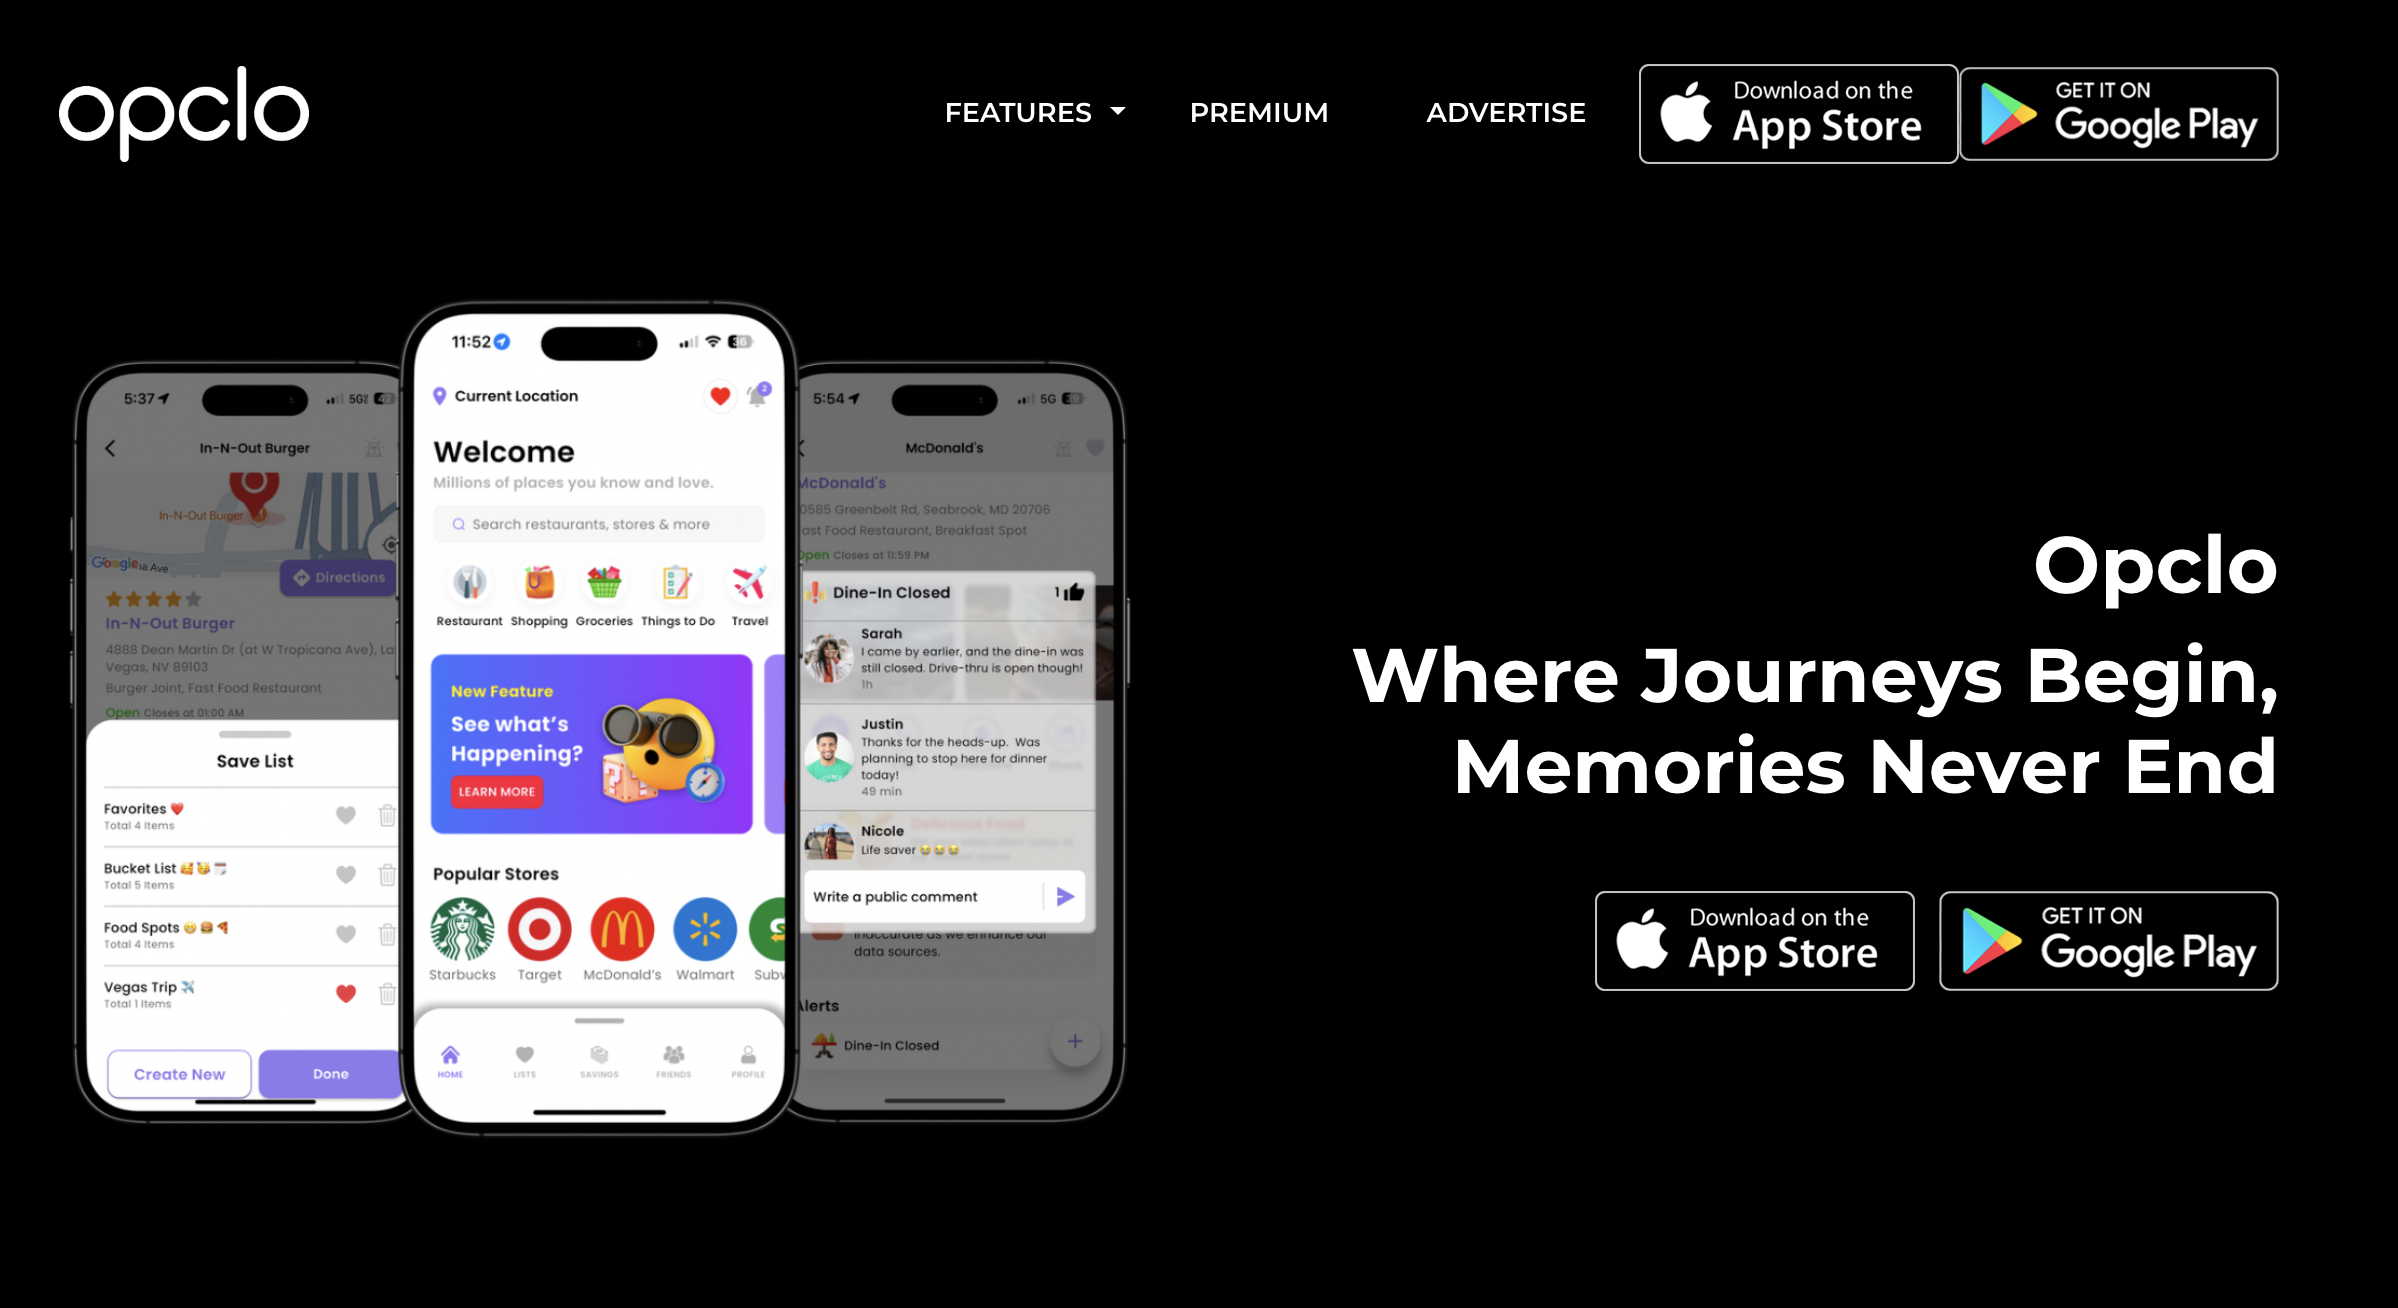 opclo
FEATURES
PREMIUM
ADVERTISE
Download on the
App Store
GET IT ON
Google Play
5:37
5G
In-N-Out Burger
In-N-Out Burger
Google
Ave
Directions
In-N-Out Burger
4888 Dean Martin Dr (at W Tropicana Ave),
Vegas, NV 89103
Burger Joint, Fast Food Restaurant
Open Closes at 01:00 AM
Save List
Favorites ❤️
Total 4 Items
Bucket List 🥰🥳🗒️
Total 5 Items
Food Spots 😋🍔🍕
Total 4 Items
Vegas Trip ✈️
Total 1 Items
Create New
Done
11:52
36
Current Location
2
Welcome
Millions of places you know and love.
Search restaurants, stores & more
Restaurant Shopping Groceries Things to Do Travel
New Feature
See what's
Happening?
LEARN MORE
Popular Stores
Starbucks Target McDonald's Walmart
HOME LISTS SAVINGS FRIENDS PROFILE
5:54
5G
McDonald's
McDonald's
Greenbelt Rd, Seabrook, MD 20706
Food Restaurant, Breakfast Spot
Open Closes at 11:59 PM
Dine-In Closed
1
Sarah
I came by earlier, and the dine-in was
still closed. Drive-thru is open though!
1h
Justin
Thanks for the heads-up. Was
planning to stop here for dinner
today!
49 min
Delicious Food
Nicole
Life saver 😂😂😂
Write a public comment
inaccurate as we enhance our
data sources.
Alerts
Dine-In Closed
Opclo
Where Journeys Begin,
Memories Never End
Download on the
App Store
GET IT ON
Google Play